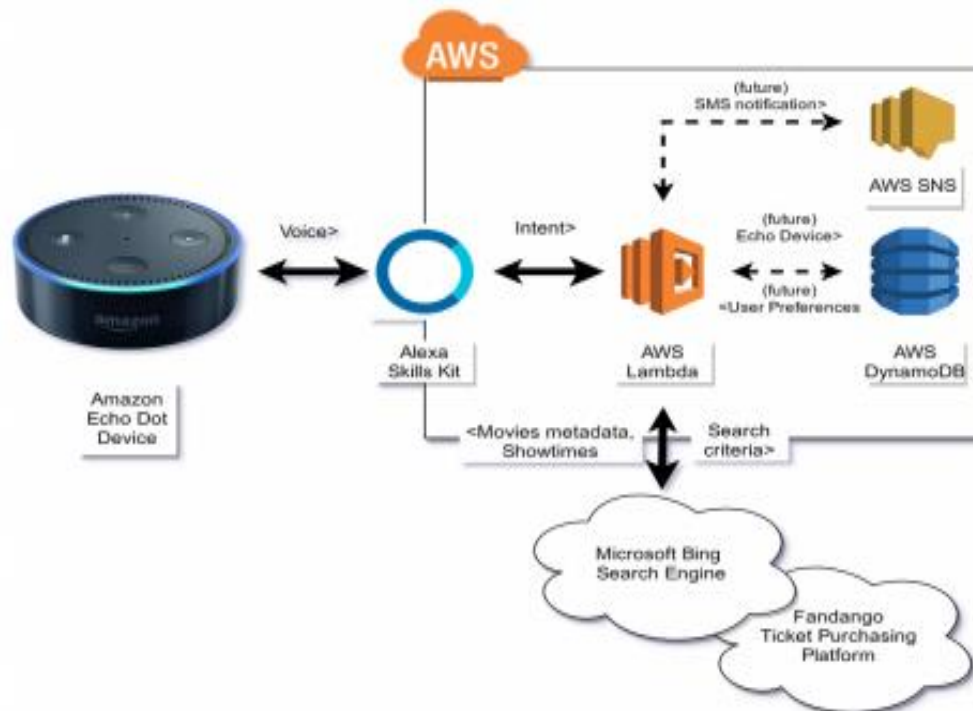 AWS
(future)
SMS notification>
AWS SNS
Voice>
Intent>
(future)
Echo Device>
(future)
<User Preferences
amazon
Alexa
Skills Kit
AWS
Lambda
AWS
DynamoDB
Amazon
Echo Dot
Device
<Movies metadata,
Showtimes
Search
criteria>
Microsoft Bing
Search Engine
Fandango
Ticket Purchasing
Platform